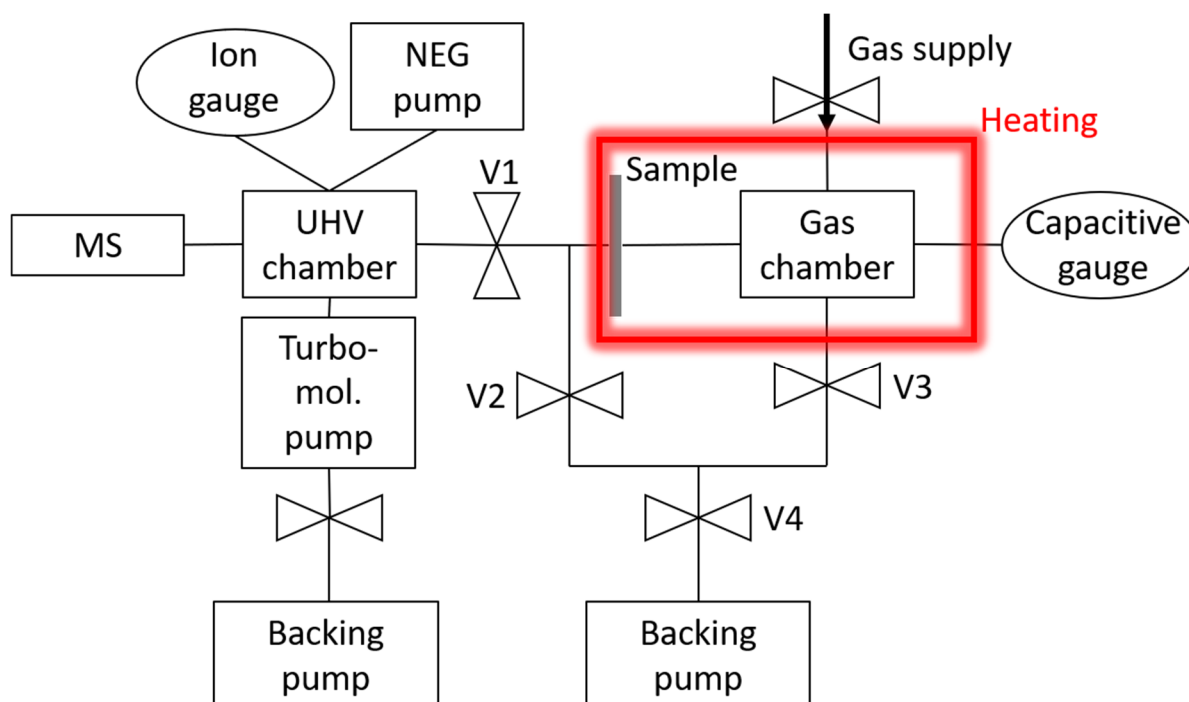 Ion
gauge
NEG
pump
Gas supply
Heating
V1
Sample
MS
UHV
chamber
Gas
chamber
Capacitive
gauge
Turbo-
mol.
pump
V2
V3
V4
Backing
pump
Backing
pump